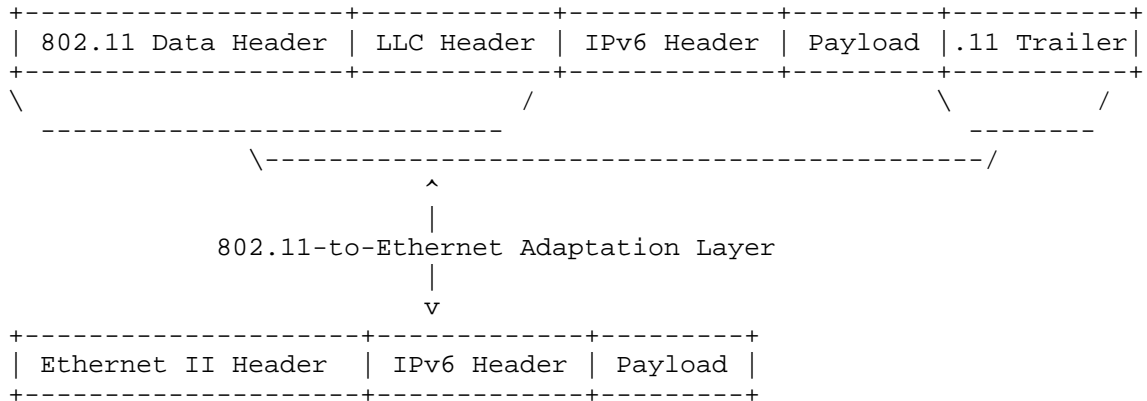 802.11 Data Header | LLC Header | IPv6 Header | Payload |.11 Trailer
802.11-to-Ethernet Adaptation Layer
Ethernet II Header | IPv6 Header | Payload